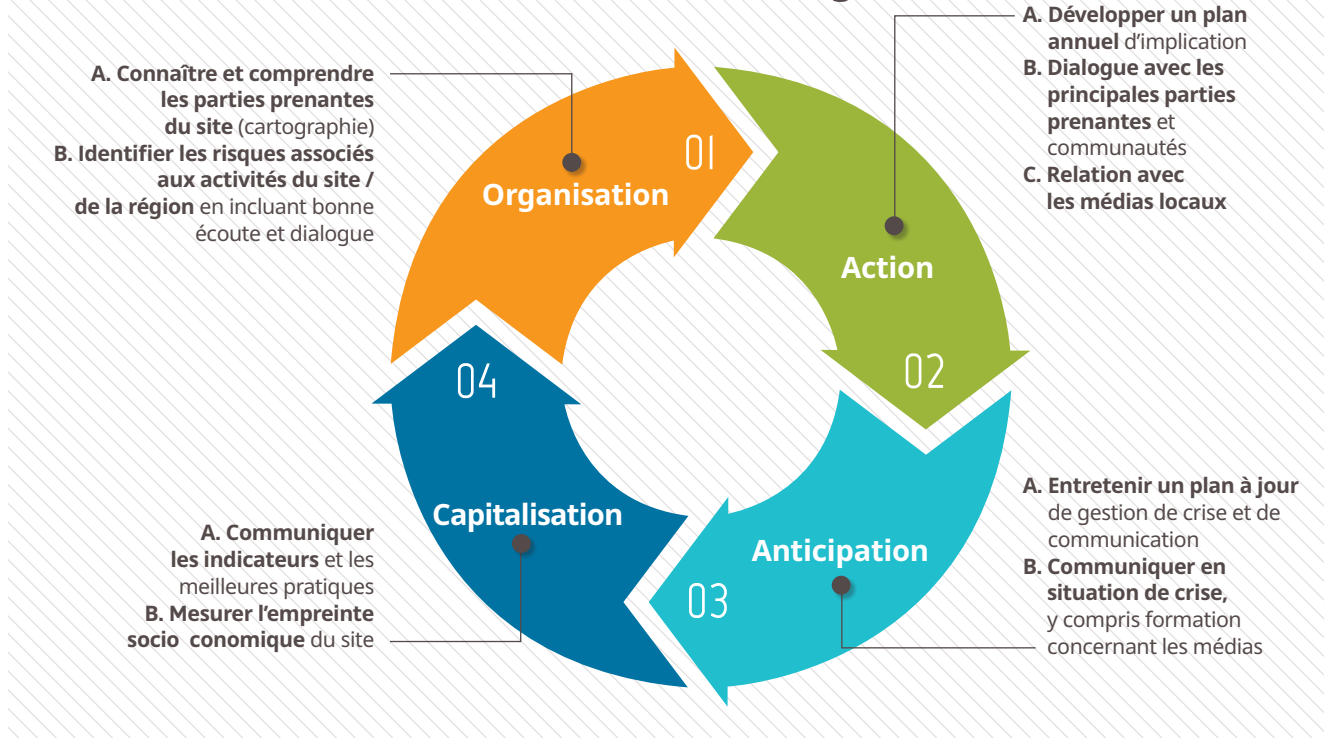 A. Connaître et comprendre
les parties prenantes
du site (cartographie)
B. Identifier les risques associés
aux activités du site /
de la région en incluant bonne
écoute et dialogue
01
Organisation
A. Développer un plan
annuel d’implication
B. Dialogue avec les
principales parties
prenantes et
communautés
C. Relation avec
les médias locaux
Action
02
A. Entretenir un plan à jour
de gestion de crise et de
communication
B. Communiquer en
situation de crise,
y compris formation
concernant les médias
Anticipation
03
04
Capitalisation
A. Communiquer
les indicateurs et les
meilleures pratiques
B. Mesurer l’empreinte
socio  conomique du site